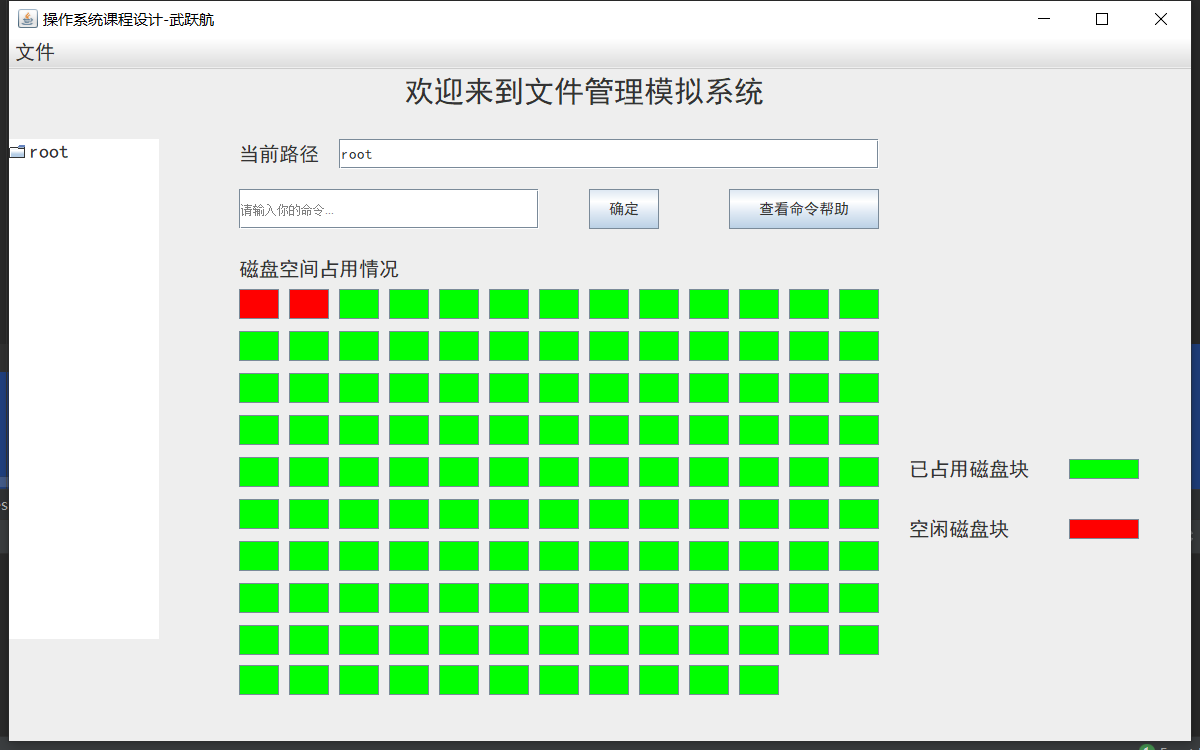 操作系统课程设计-武跃航
文件
欢迎来到文件管理模拟系统
root
当前路径
root
请输入你的命令...
确定
查看命令帮助
磁盘空间占用情况
已占用磁盘块
空闲磁盘块